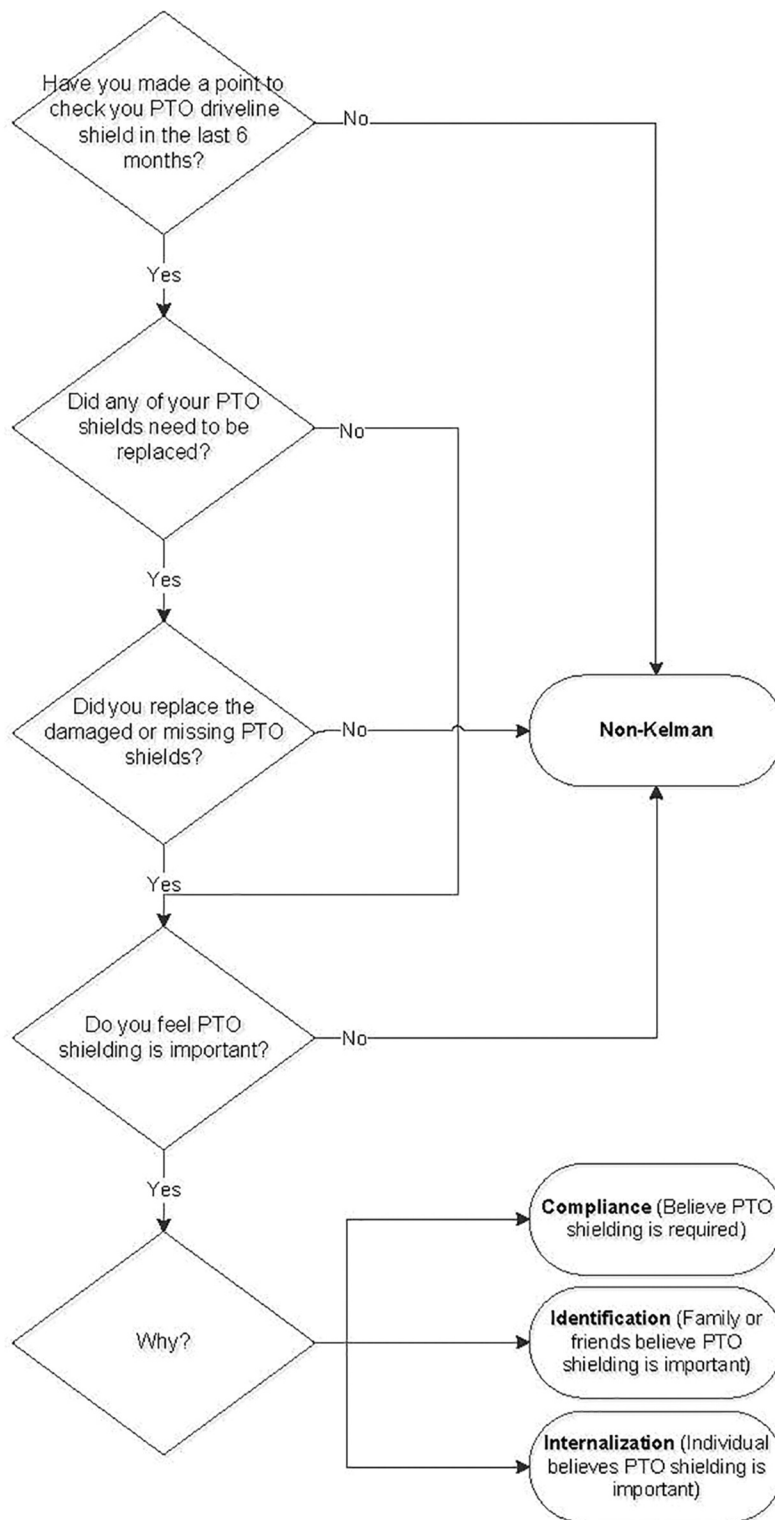 Have you made a point to
check you PTO driveline
shield in the last 6
months?
No
Yes
Did any of your PTO
shields need to be
replaced?
No
Yes
Did you replace the
damaged or missing PTO
shields?
No
Non-Kelman
Yes
Do you feel PTO
shielding is important?
No
Yes
Why?
Compliance (Believe PTO
shielding is required)
Identification (Family or
friends believe PTO
shielding is important)
Internalization (Individual
believes PTO shielding is
important)